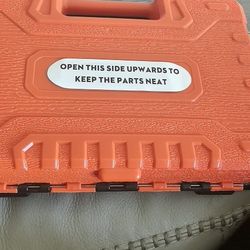 OPEN THIS SIDE UPWARDS TO
KEEP THE PARTS NEAT